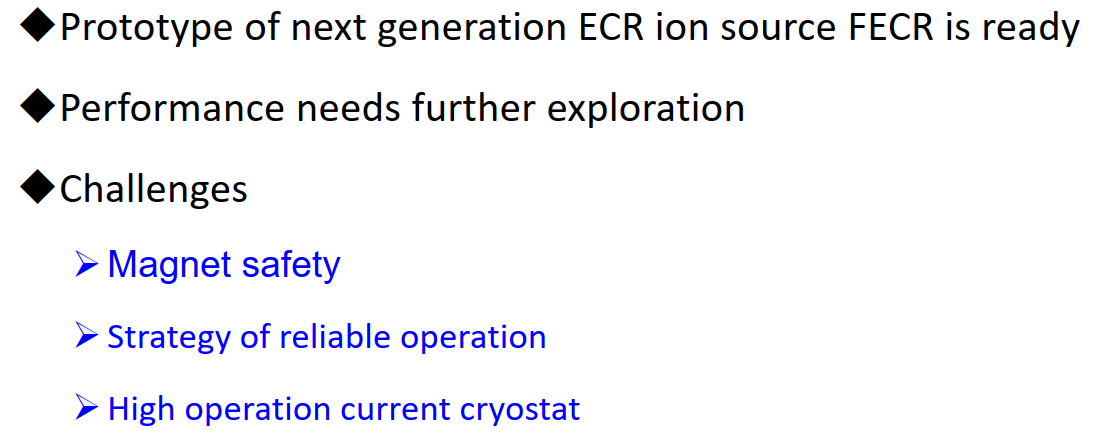 ◆Prototype of next generation ECR ion source FECR is ready
◆Performance needs further exploration
◆Challenges
➢Magnet safety
➢Strategy of reliable operation
➢High operation current cryostat